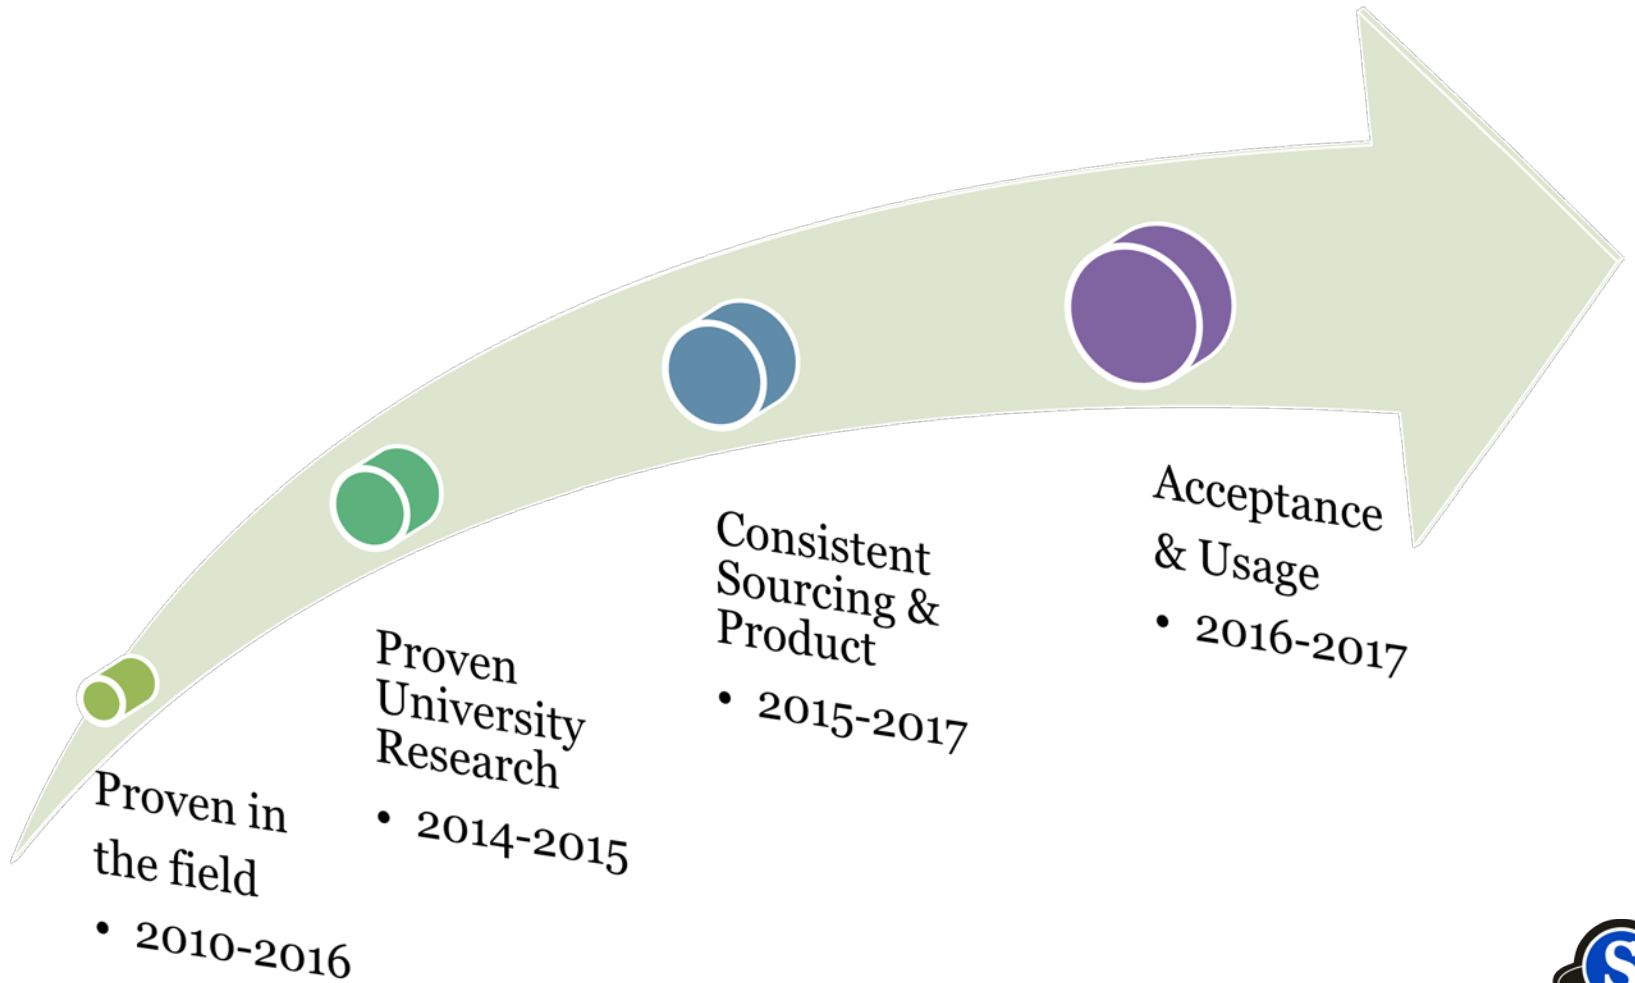 Proven in
the field
• 2010-2016
Proven
University
Research
• 2014-2015
Consistent
Sourcing &
Product
• 2015-2017
Acceptance
& Usage
• 2016-2017
S